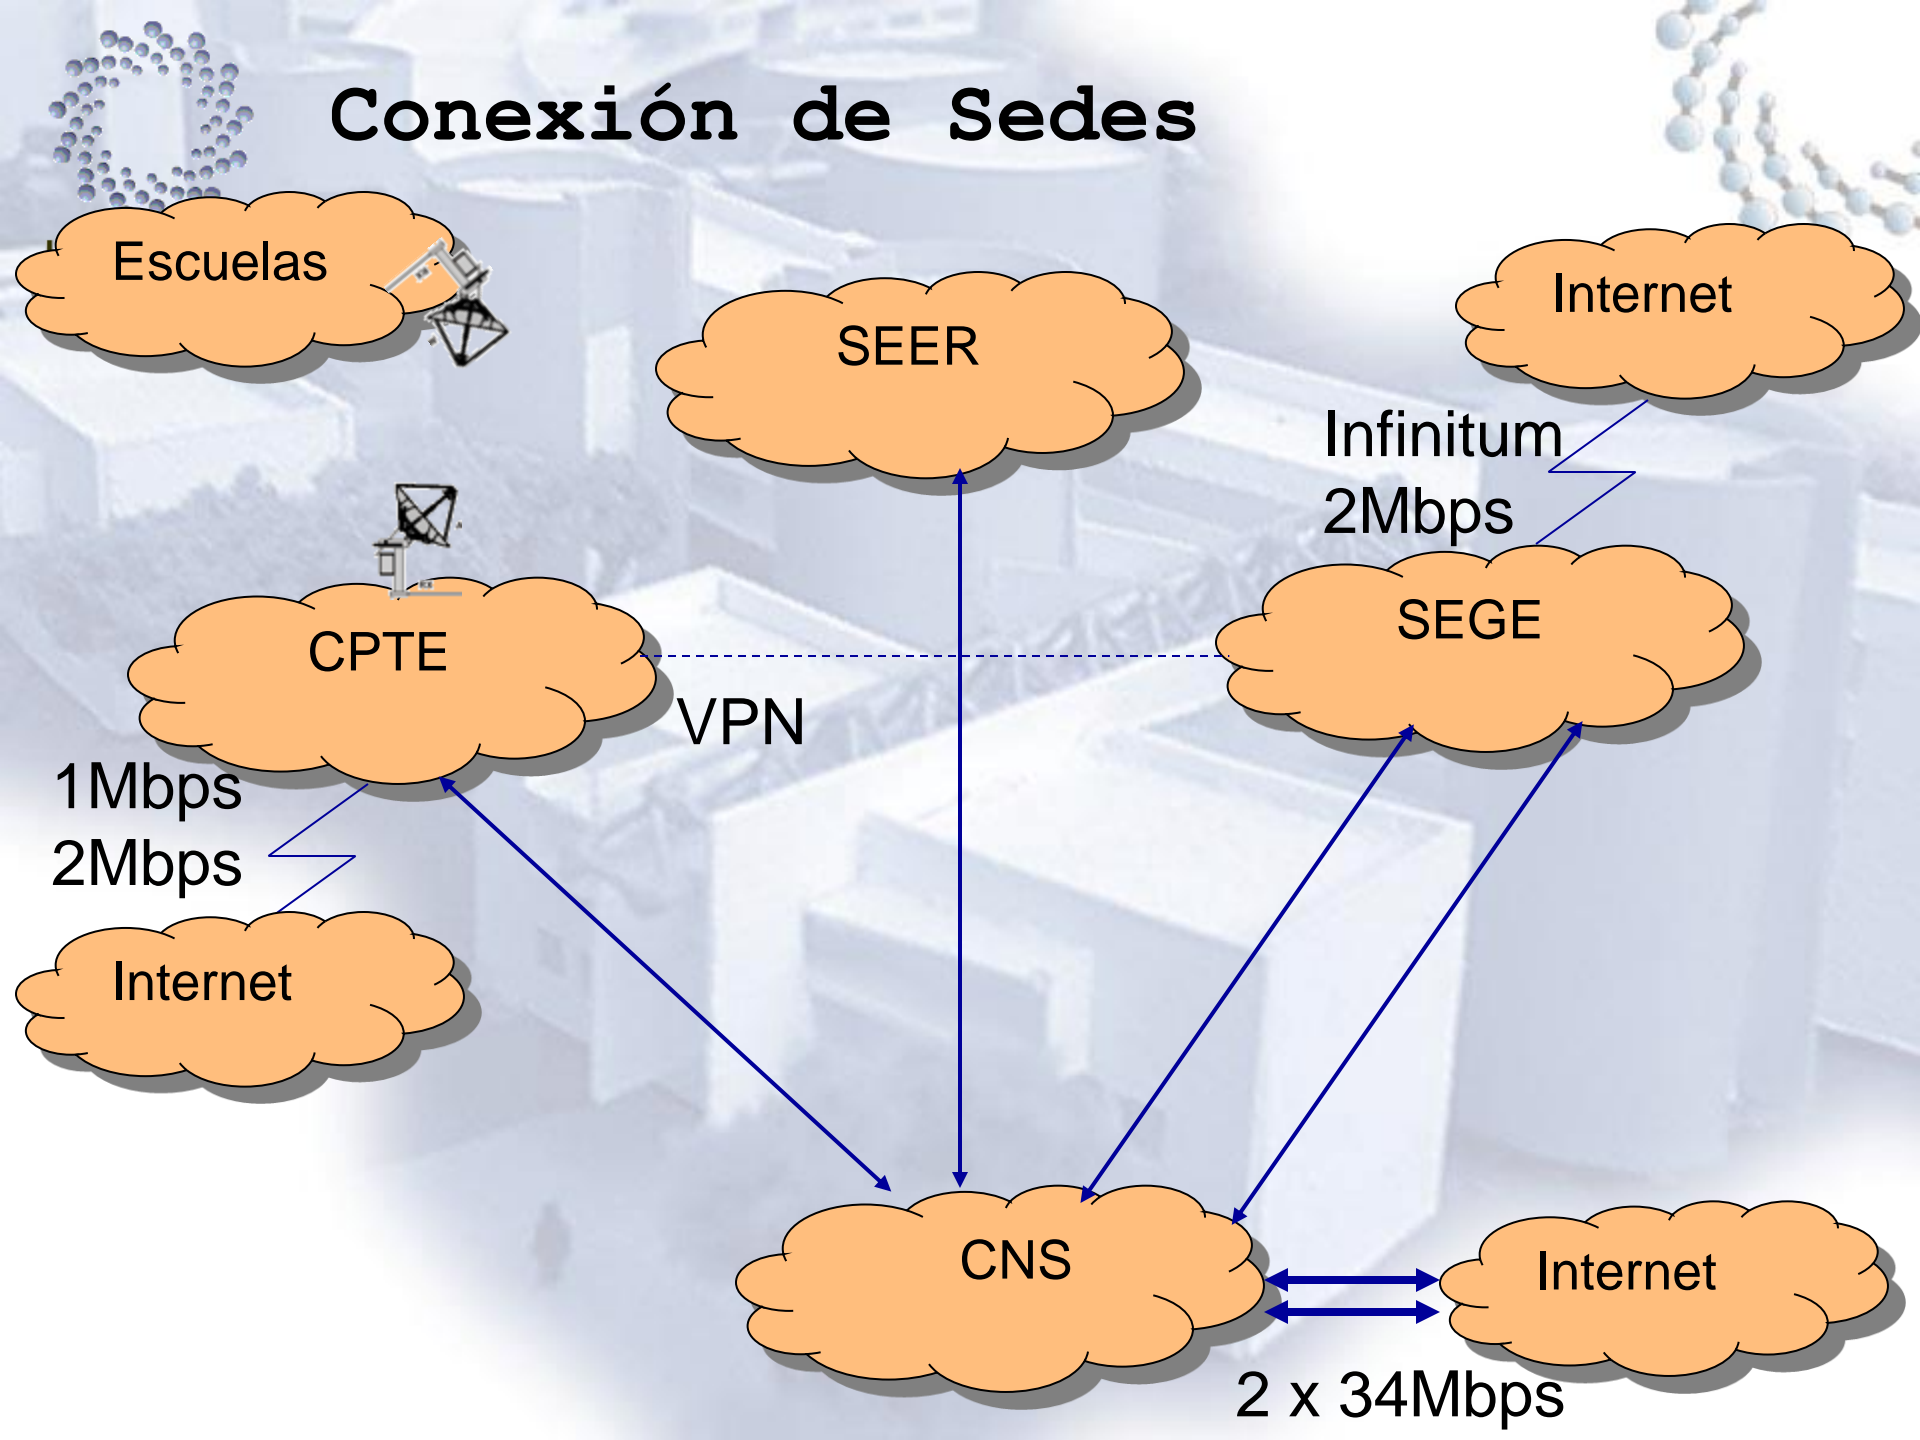 Conexión de Sedes
Escuelas
Internet
SEER
Infinitum
2Mbps
SEGE
CPTE
VPN
1Mbps
2Mbps
Internet
CNS
Internet
2 x 34Mbps